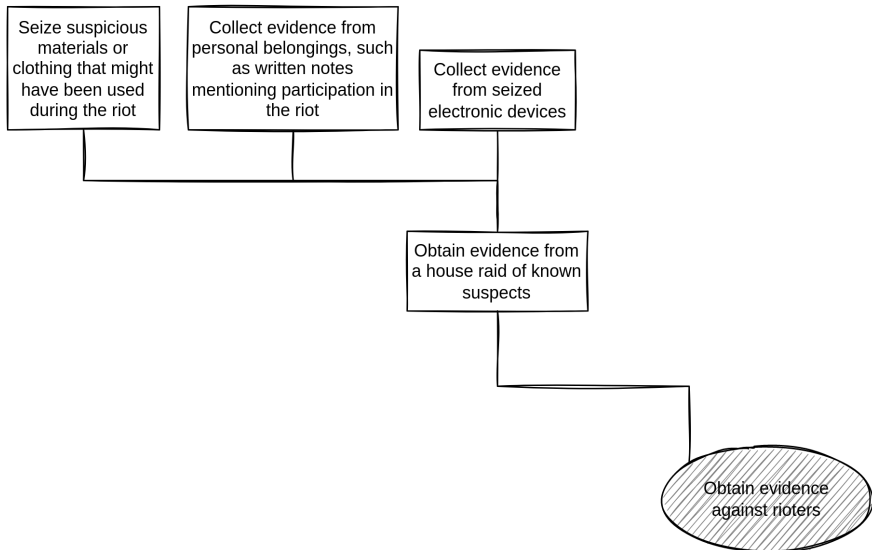 Seize suspicious
materials or
clothing that might
have been used
during the riot
Collect evidence from
personal belongings, such
as written notes
mentioning participation in
the riot
Collect evidence
from seized
electronic devices
Obtain evidence from
a house raid of known
suspects
Obtain evidence
against rioters